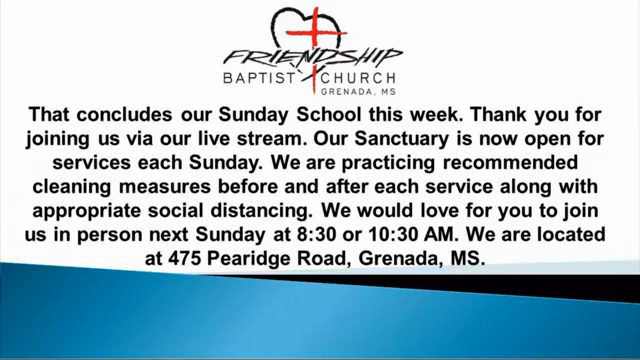 FRIENDSHIP
BAPTIST CHURCH
GRENADA, MS
That concludes our Sunday School this week. Thank you for
joining us via our live stream. Our Sanctuary is now open for
services each Sunday. We are practicing recommended
cleaning measures before and after each service along with
appropriate social distancing. We would love for you to join
us in person next Sunday at 8:30 or 10:30 AM. We are located
at 475 Pearidge Road, Grenada, MS.